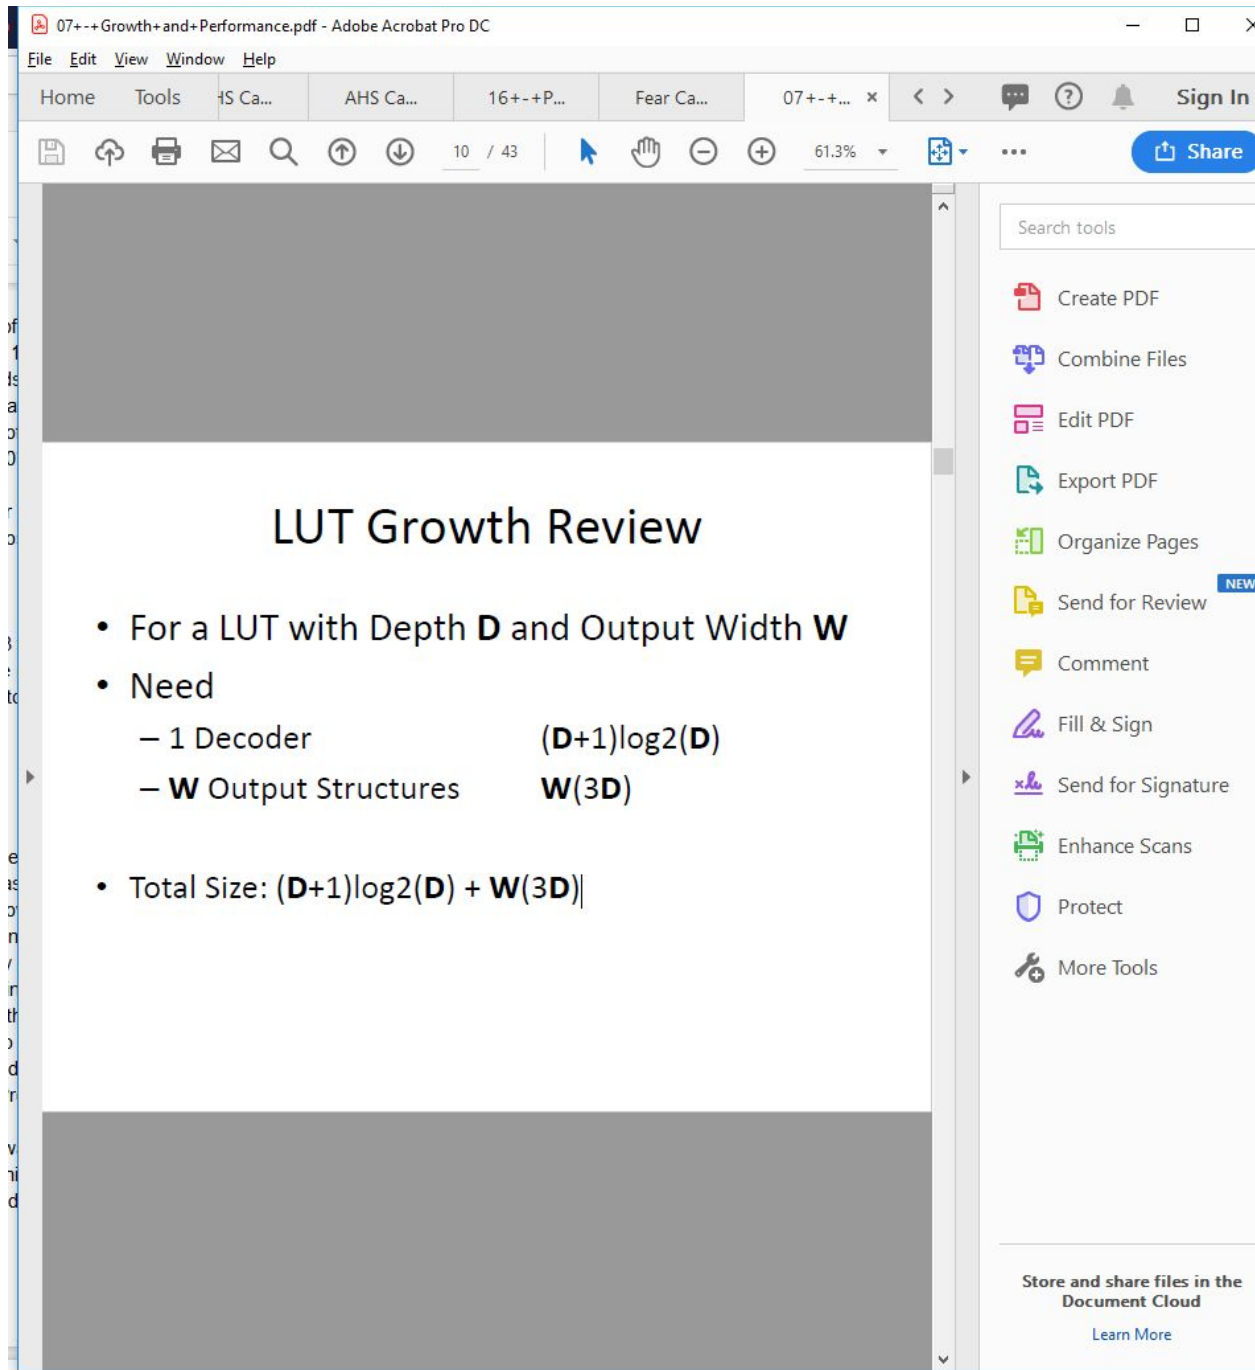 07+-+Growth+and+Performance.pdf - Adobe Acrobat Pro DC
File Edit View Window Help
Home Tools HS Ca... AHS Ca... 16+-+P... Fear Ca... 07+-+... × Sign In
10 / 43 61.3% Share
Search tools
Create PDF
Combine Files
Edit PDF
Export PDF
Organize Pages
NEW
Send for Review
Comment
Fill & Sign
Send for Signature
Enhance Scans
Protect
More Tools
Store and share files in the
Document Cloud
Learn More
LUT Growth Review
• For a LUT with Depth D and Output Width W
• Need
– 1 Decoder (D+1)log2(D)
– W Output Structures W(3D)
• Total Size: (D+1)log2(D) + W(3D)